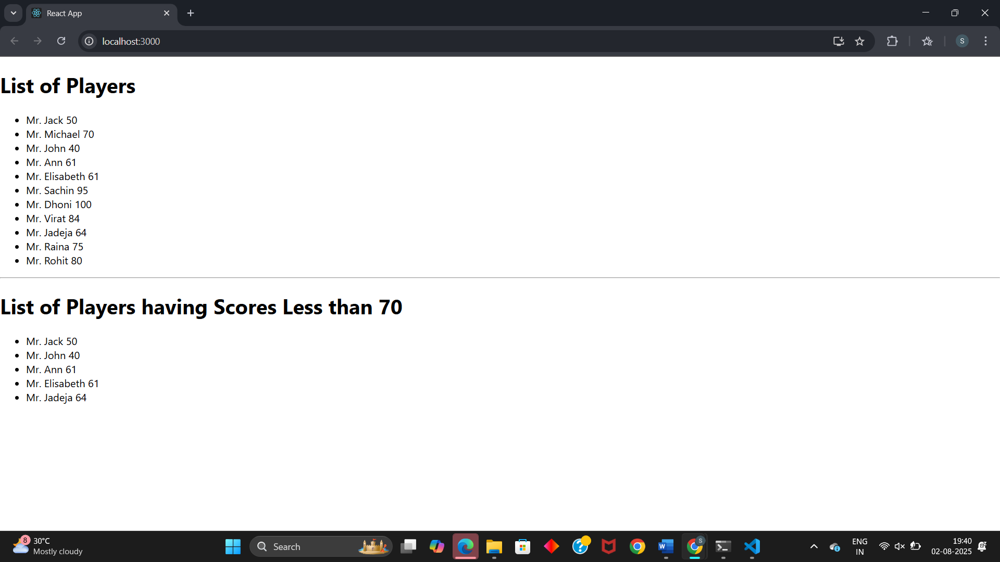 React App
localhost:3000
S
List of Players
Mr. Jack 50
Mr. Michael 70
Mr. John 40
Mr. Ann 61
Mr. Elisabeth 61
Mr. Sachin 95
Mr. Dhoni 100
Mr. Virat 84
Mr. Jadeja 64
Mr. Raina 75
Mr. Rohit 80
List of Players having Scores Less than 70
Mr. Jack 50
Mr. John 40
Mr. Ann 61
Mr. Elisabeth 61
Mr. Jadeja 64
8
30°C
Mostly cloudy
Search
S
ENG
IN
19:40
02-08-2025